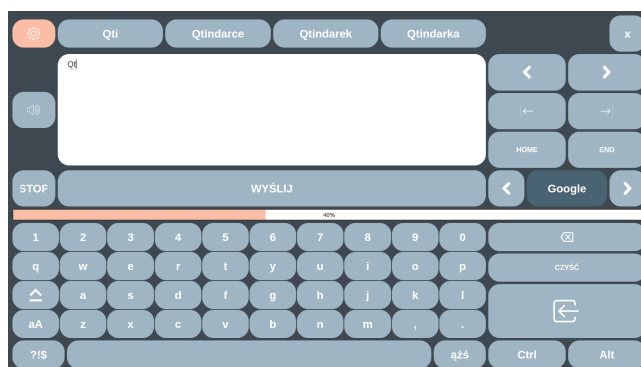 Qti Qtindarce Qtindarek Qtindarka x
Qt
HOME END
STOP WYŚLIJ Google
40%
1 2 3 4 5 6 7 8 9 0
q w e r t y u i o p CZYŚĆ
a s d f g h j k l
aA z x c v b n m , .
?!$ ąźś Ctrl Alt